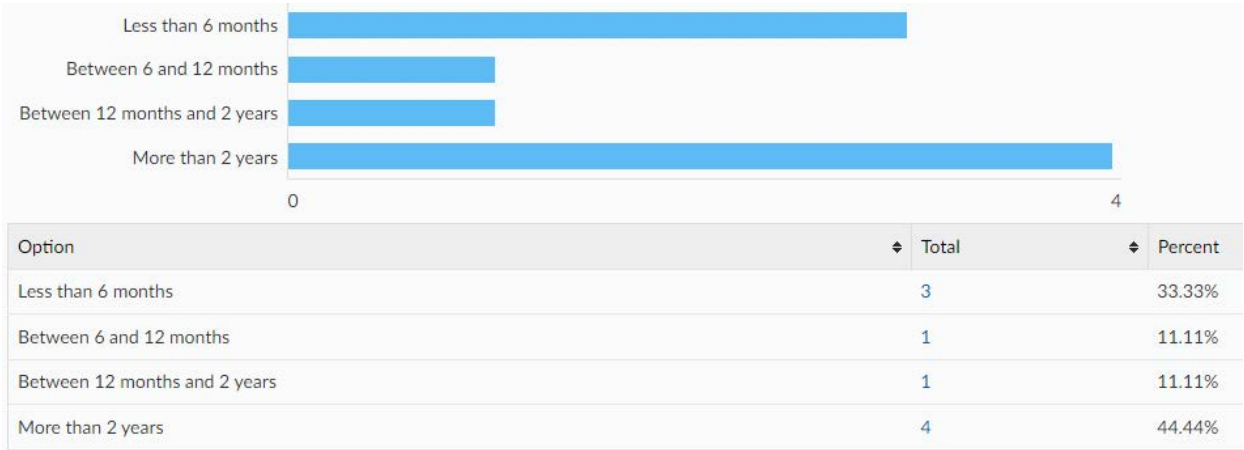 Less than 6 months
Between 6 and 12 months
Between 12 months and 2 years
More than 2 years
0 4
Option Total Percent
Less than 6 months 3 33.33%
Between 6 and 12 months 1 11.11%
Between 12 months and 2 years 1 11.11%
More than 2 years 4 44.44%